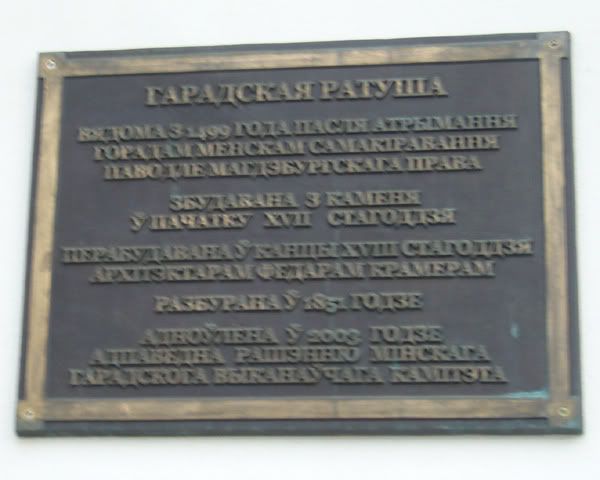 ГАРАДСКАЯ РАТУША
ВЯДОМА З 1499 ГОДА ПАСЛЯ АТРЫМАННЯ
ГОРАДАМ МЕНСКАМ САМАКІРАВАННЯ
ПАВОДЛЕ МАГДЭБУРГСКАГА ПРАВА
ЗБУДАВАНА З КАМЕНЯ
Ў ПАЧАТКУ XVII СТАГОДДЗЯ
ПЕРАБУДАВАНА Ў КАНЦЫ XVIII СТАГОДДЗЯ
АРХІТЭКТАРАМ ФЁДАРАМ КРАМЕРАМ
РАЗБУРАНА Ў 1851 ГОДЗЕ
АДНОЎЛЕНА Ў 2003 ГОДЗЕ
АДПАВЕДНА РАШЭННЮ МІНСКАГА
ГАРАДСКОГА ВЫКАНАЎЧАГА КАМІТЭТА